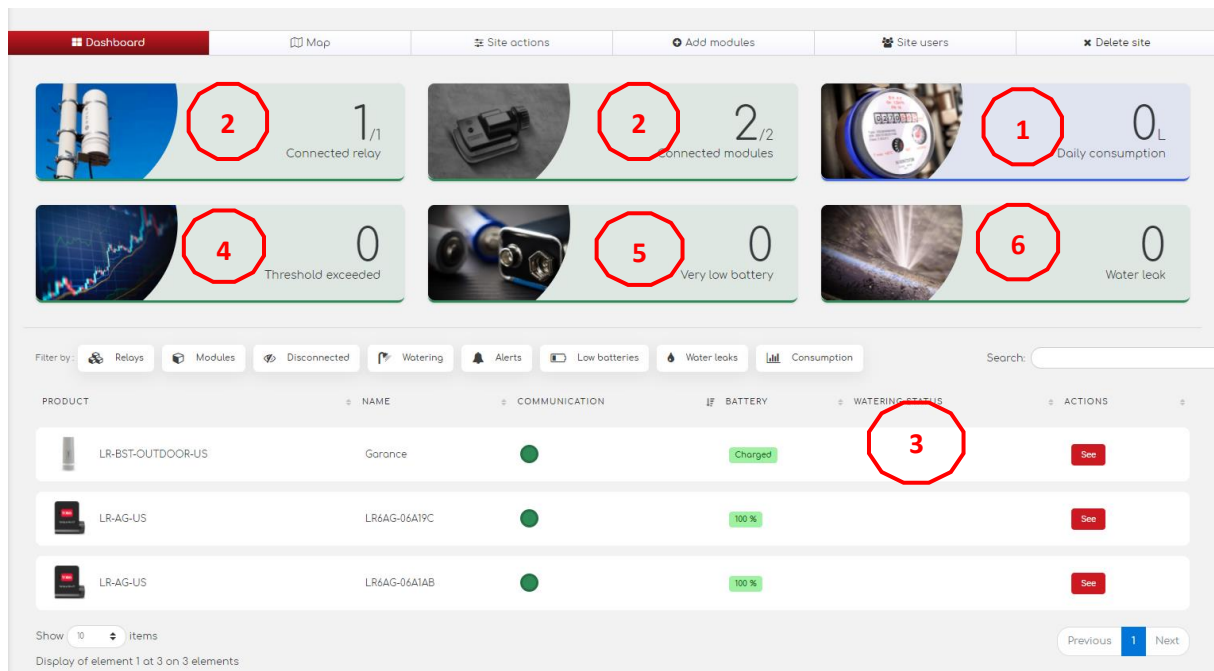 Dashboard Map Site actions Add modules Site users Delete site
2 1/1 2 2/2 1 0L
Connected relay Connected modules Daily consumption
4 0 5 0 6 0
Threshold exceeded Very low battery Water leak
Filter by: Relays Modules Disconnected Watering Alerts Low batteries Water leaks Consumption Search:
PRODUCT NAME COMMUNICATION BATTERY WATERING STATUS ACTIONS
3
LR-BST-OUTDOOR-US Garance Charged See
LR-AG-US LR6AG-06A19C 100 % See
LR-AG-US LR6AG-06A1AB 100 % See
Show 10 items Previous 1 Next
Display of element 1 at 3 on 3 elements